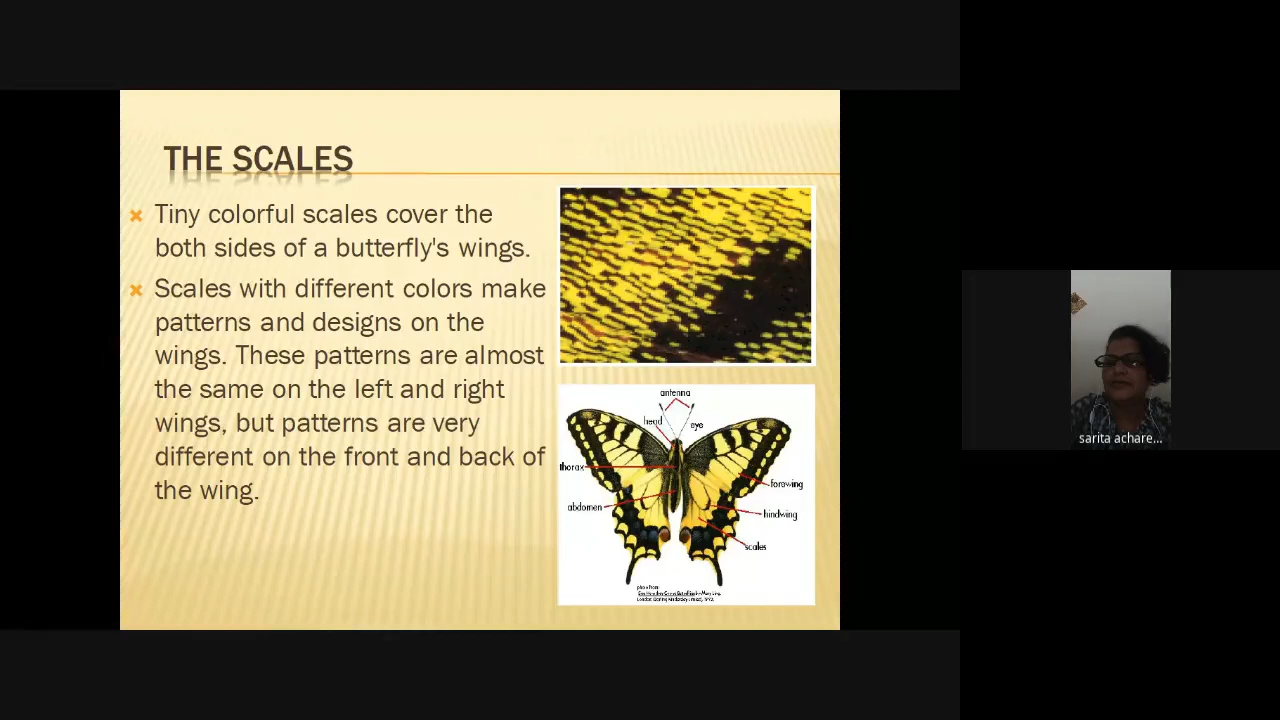 THE SCALES
Tiny colorful scales cover the
both sides of a butterfly's wings.
Scales with different colors make
patterns and designs on the
wings. These patterns are almost
the same on the left and right
wings, but patterns are very
different on the front and back of
the wing.
antenna
head
eye
thorax
forewing
abdomen
hindwing
scales
photo from:
sarita achare...